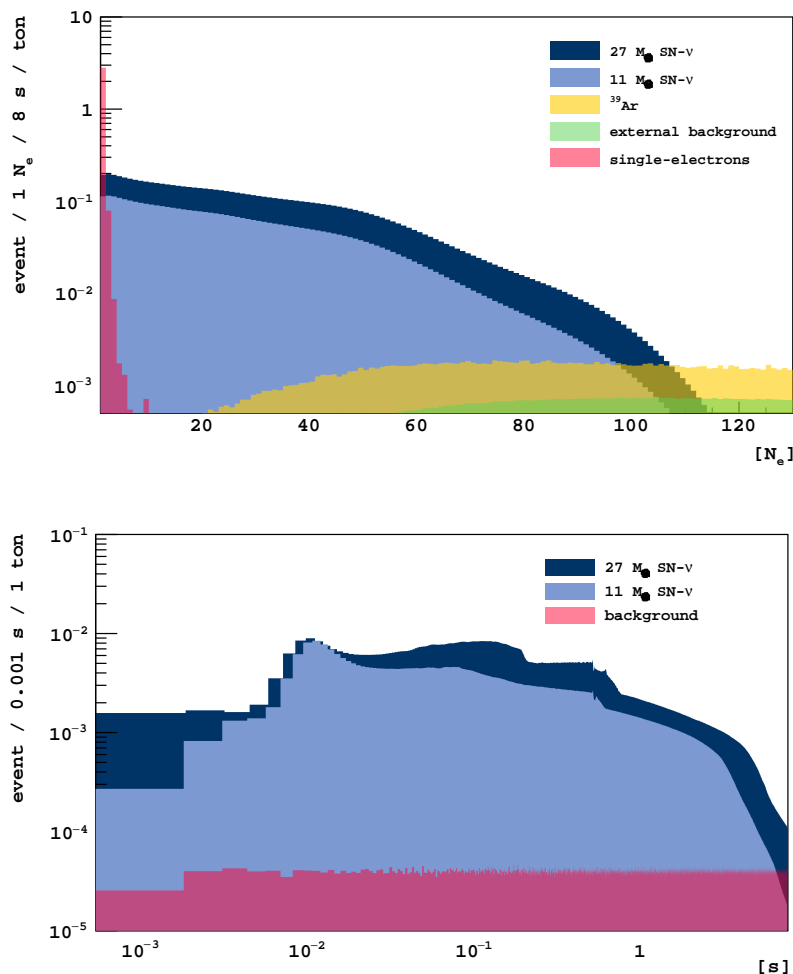 event / 1 Nₑ / 8 s / ton
10
1
10⁻¹
10⁻²
10⁻³
27 M☉ SN-ν
11 M☉ SN-ν
³⁹Ar
external background
single-electrons
20 40 60 80 100 120
[Nₑ]
event / 0.001 s / 1 ton
10⁻¹
10⁻²
10⁻³
10⁻⁴
10⁻⁵
27 M☉ SN-ν
11 M☉ SN-ν
background
10⁻³ 10⁻² 10⁻¹ 1
[s]